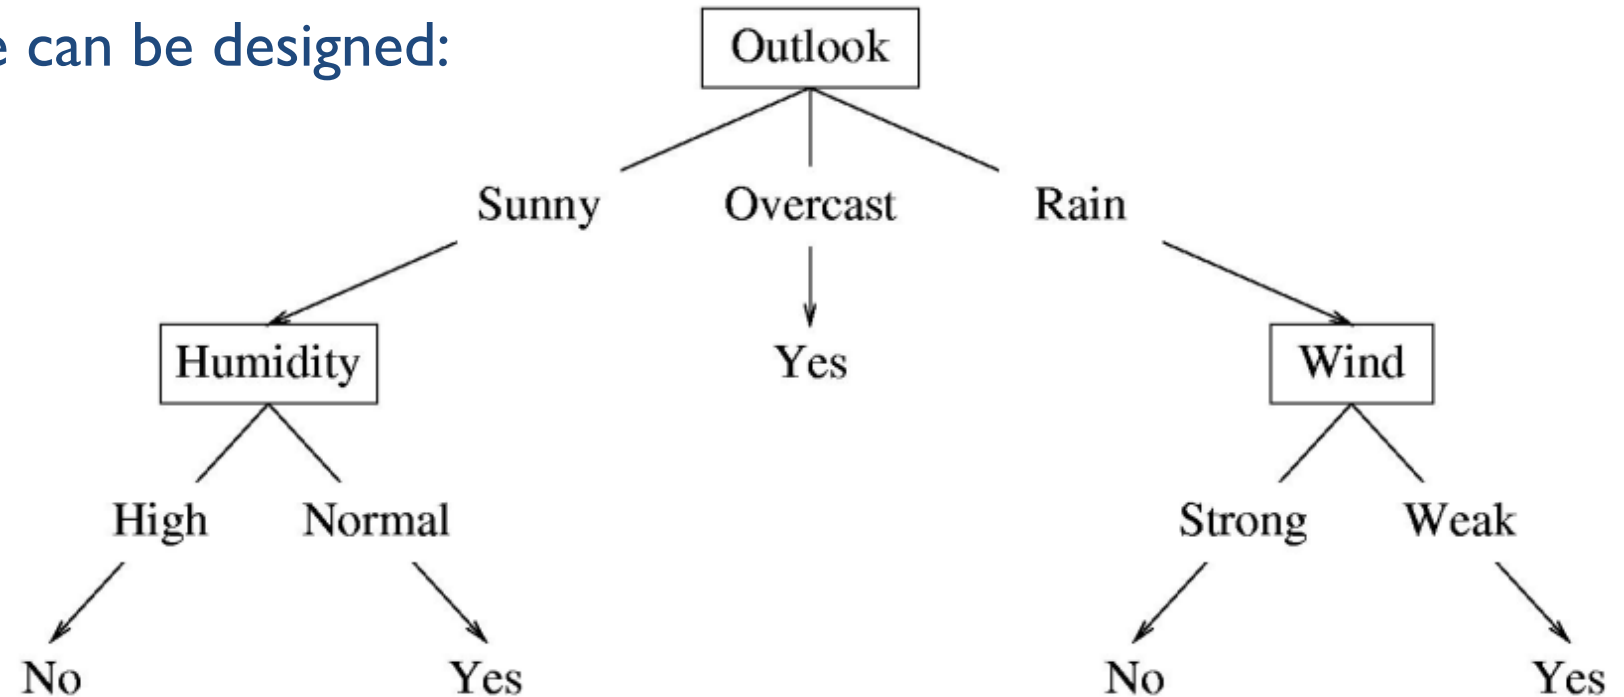 e can be designed:
Outlook
Sunny Overcast Rain
Humidity Yes Wind
High Normal Strong Weak
No Yes No Yes